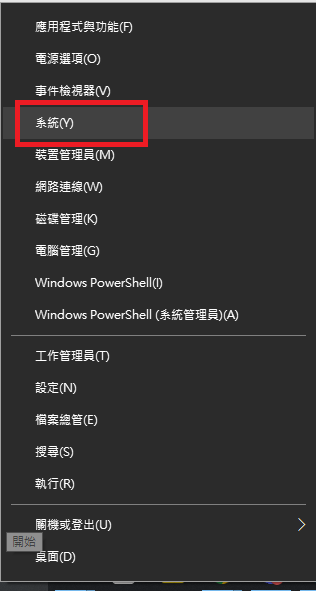 應用程式與功能(F)
電源選項(O)
事件檢視器(V)
系統(Y)
裝置管理員(M)
網路連線(W)
磁碟管理(K)
電腦管理(G)
Windows PowerShell(I)
Windows PowerShell (系統管理員)(A)
工作管理員(T)
設定(N)
檔案總管(E)
搜尋(S)
執行(R)
關機或登出(U)
開始
桌面(D)